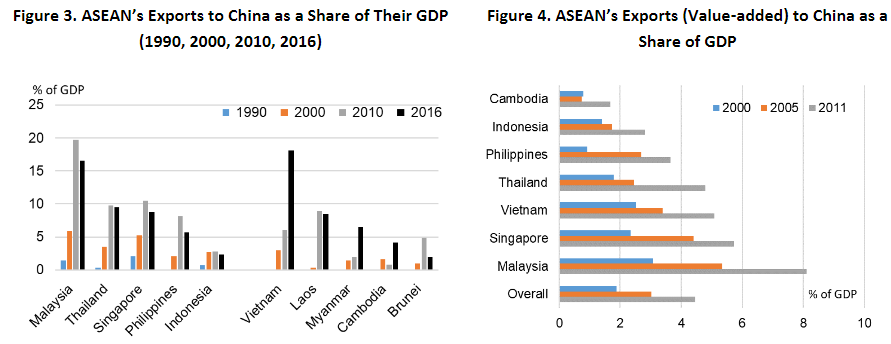 Figure 3. ASEAN’s Exports to China as a Share of Their GDP
(1990, 2000, 2010, 2016)
% of GDP
1990 2000 2010 2016
25
20
15
10
5
0
Malaysia
Thailand
Singapore
Philippines
Indonesia
Vietnam
Laos
Myanmar
Cambodia
Brunei
Figure 4. ASEAN’s Exports (Value-added) to China as a
Share of GDP
2000 2005 2011
Cambodia
Indonesia
Philippines
Thailand
Vietnam
Singapore
Malaysia
Overall
% of GDP
0 2 4 6 8 10